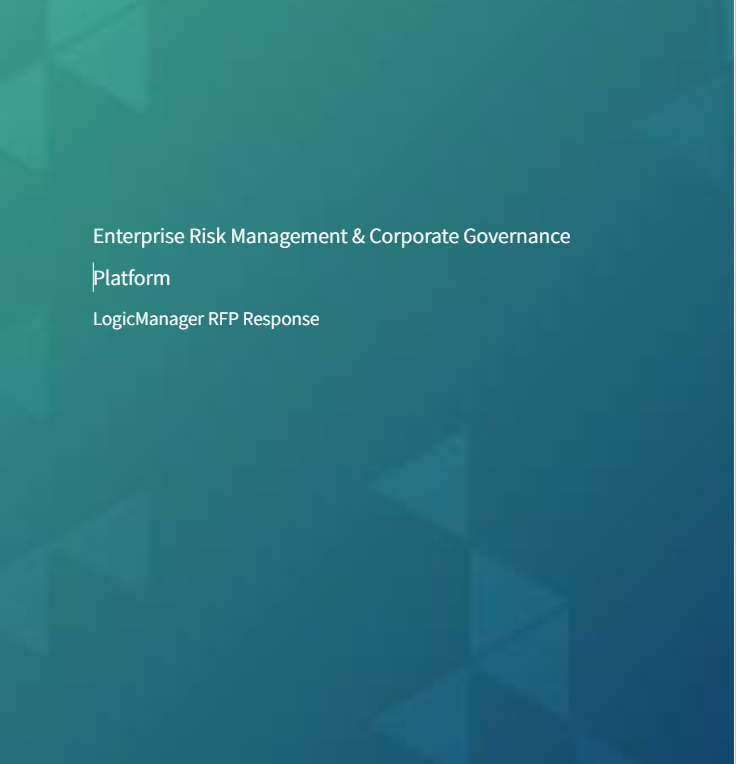 Enterprise Risk Management & Corporate Governance
Platform
LogicManager RFP Response